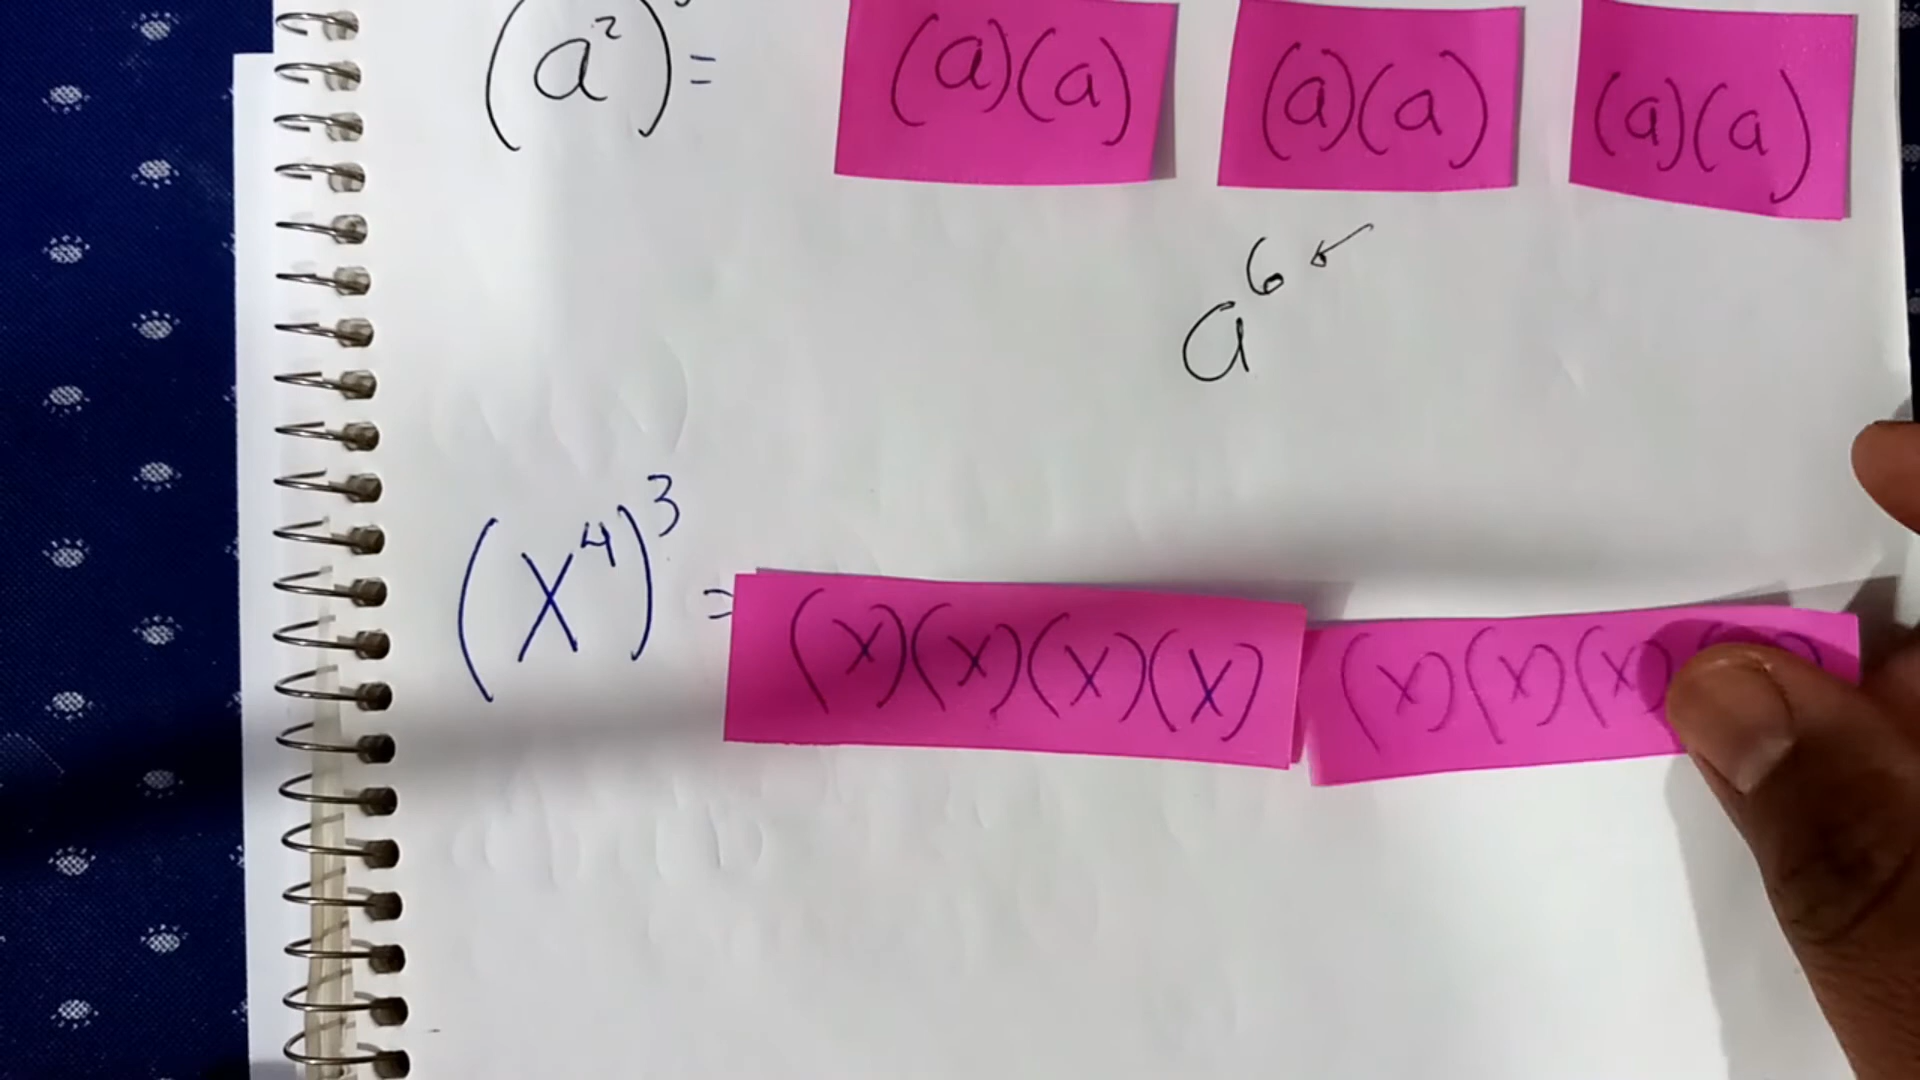 (a²) = (a)(a) (a)(a) (a)(a)
a⁶
(x⁴)³ = (x)(x)(x)(x) (x)(x)(x)